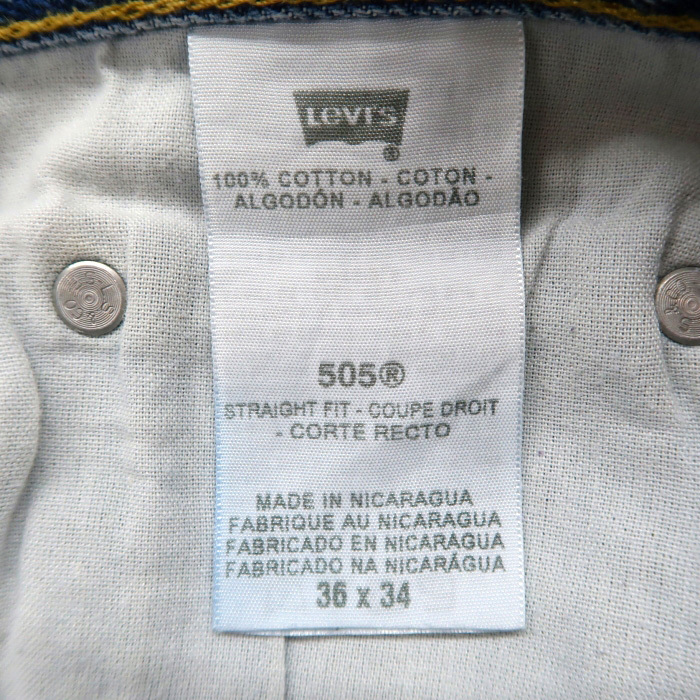 Levi's
®
100% COTTON - COTON -
ALGODÓN - ALGODÃO
505®
STRAIGHT FIT - COUPE DROIT
- CORTE RECTO
MADE IN NICARAGUA
FABRIQUE AU NICARAGUA
FABRICADO EN NICARAGUA
FABRICADO NA NICARÁGUA
36 x 34